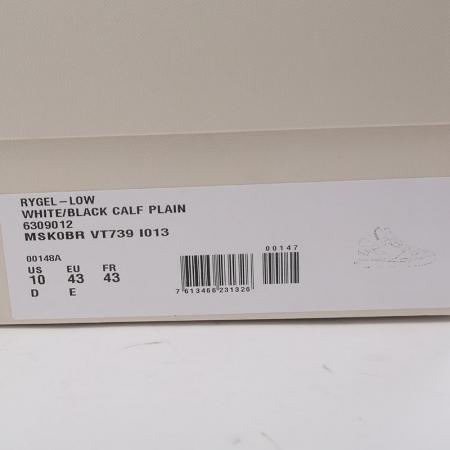 RYGEL-LOW
WHITE/BLACK CALF PLAIN
6309012
MSK0BR VT739 I013
00148A
00147
US EU FR
10 43 43
D E
7 613466 231326